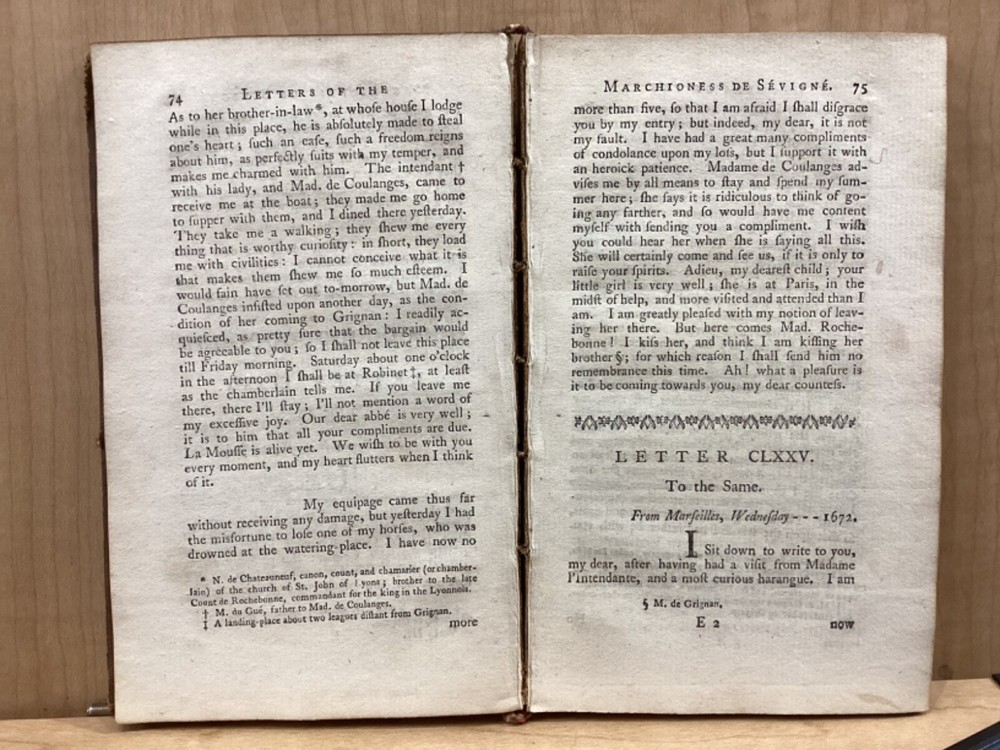 74 LETTERS OF THE
As to her brother-in-law*, at whose houſe I lodge
while in this place, he is abſolutely made to ſteal
one's heart; ſuch an eaſe, ſuch a freedom reigns
about him, as perfectly ſuits with my temper, and
makes me charmed with him. The intendant †
with his lady, and Mad. de Coulanges, came to
receive me at the boat; they made me go home
to ſupper with them, and I dined there yeſterday.
They take me a walking; they ſhew me every
thing that is worthy curioſity: in ſhort, they load
me with civilities: I cannot conceive what it is
that makes them ſhew me ſo much eſteem. I
would fain have ſet out to-morrow, but Mad. de
Coulanges inſiſted upon another day, as the con-
dition of her coming to Grignan: I readily ac-
quieſced, as pretty ſure that the bargain would
be agreeable to you; ſo I ſhall not leave this place
till Friday morning. Saturday about one o'clock
in the afternoon I ſhall be at Robinet‡, at leaſt
as the chamberlain tells me. If you leave me
there, there I'll ſtay; I'll not mention a word of
my exceſſive joy. Our dear abbé is very well;
it is to him that all your compliments are due.
La Mouſſe is alive yet. We wiſh to be with you
every moment, and my heart flutters when I think
of it.
My equipage came thus far
without receiving any damage, but yeſterday I had
the misfortune to loſe one of my horſes, who was
drowned at the watering-place. I have now no
* N. de Chateauneuf, canon, count, and chamarier (or chamber-
lain) of the church of St. John of Lyons; brother to the late
Count de Rochebonne, commandant for the king in the Lyonnois.
† M. du Gué, father to Mad. de Coulanges.
‡ A landing-place about two leagues diſtant from Grignan.
more
MARCHIONESS DE SÉVIGNÉ. 75
more than five, ſo that I am afraid I ſhall diſgrace
you by my entry; but indeed, my dear, it is not
my fault. I have had a great many compliments
of condolance upon my loſs, but I ſupport it with
an heroick patience. Madame de Coulanges ad-
viſes me by all means to ſtay and ſpend my ſum-
mer here; ſhe ſays it is ridiculous to think of go-
ing any farther, and ſo would have me content
myſelf with ſending you a compliment. I wiſh
you could hear her when ſhe is ſaying all this.
She will certainly come and ſee us, if it is only to
raiſe your ſpirits. Adieu, my deareſt child; your
little girl is very well; ſhe is at Paris, in the
midſt of help, and more viſited and attended than I
am. I am greatly pleaſed with my notion of leav-
ing her there. But here comes Mad. Roche-
bonne! I kiſs her, and think I am kiſſing her
brother §; for which reaſon I ſhall ſend him no
remembrance this time. Ah! what a pleaſure is
it to be coming towards you, my dear counteſs.
LETTER CLXXV.
To the Same.
From Marſeilles, Wedneſday - - - 1672.
I Sit down to write to you,
my dear, after having had a viſit from Madame
l'Intendante, and a moſt curious harangue. I am
§ M. de Grignan.
E 2 now